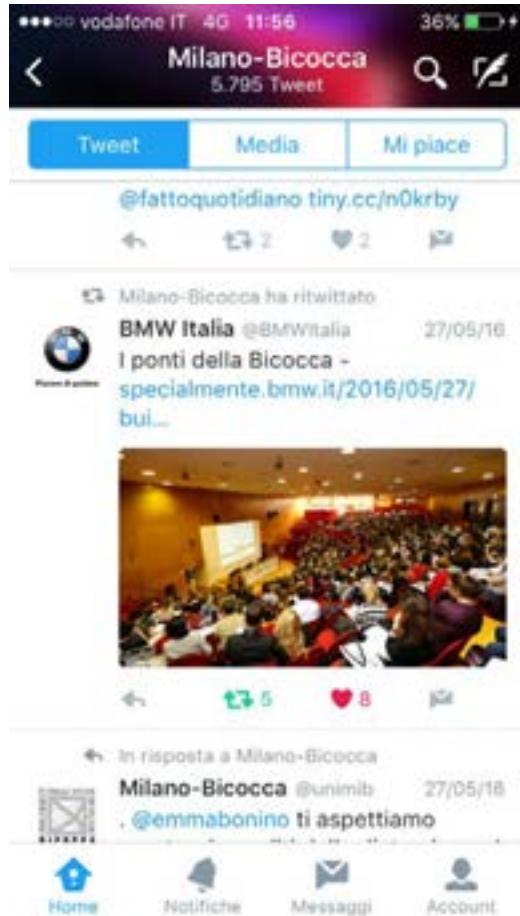 vodafone IT 4G 11:56 36%
Milano-Bicocca
5.795 Tweet
Tweet Media Mi piace
@fattoquotidiano tiny.cc/n0krby
2 2
Milano-Bicocca ha ritwittato
BMW Italia @BMWItalia 27/05/16
I ponti della Bicocca -
specialmente.bmw.it/2016/05/27/
bui...
5 8
In risposta a Milano-Bicocca
Milano-Bicocca @unimib 27/05/16
. @emmabonino ti aspettiamo
BICOCCA
Home Notifiche Messaggi Account